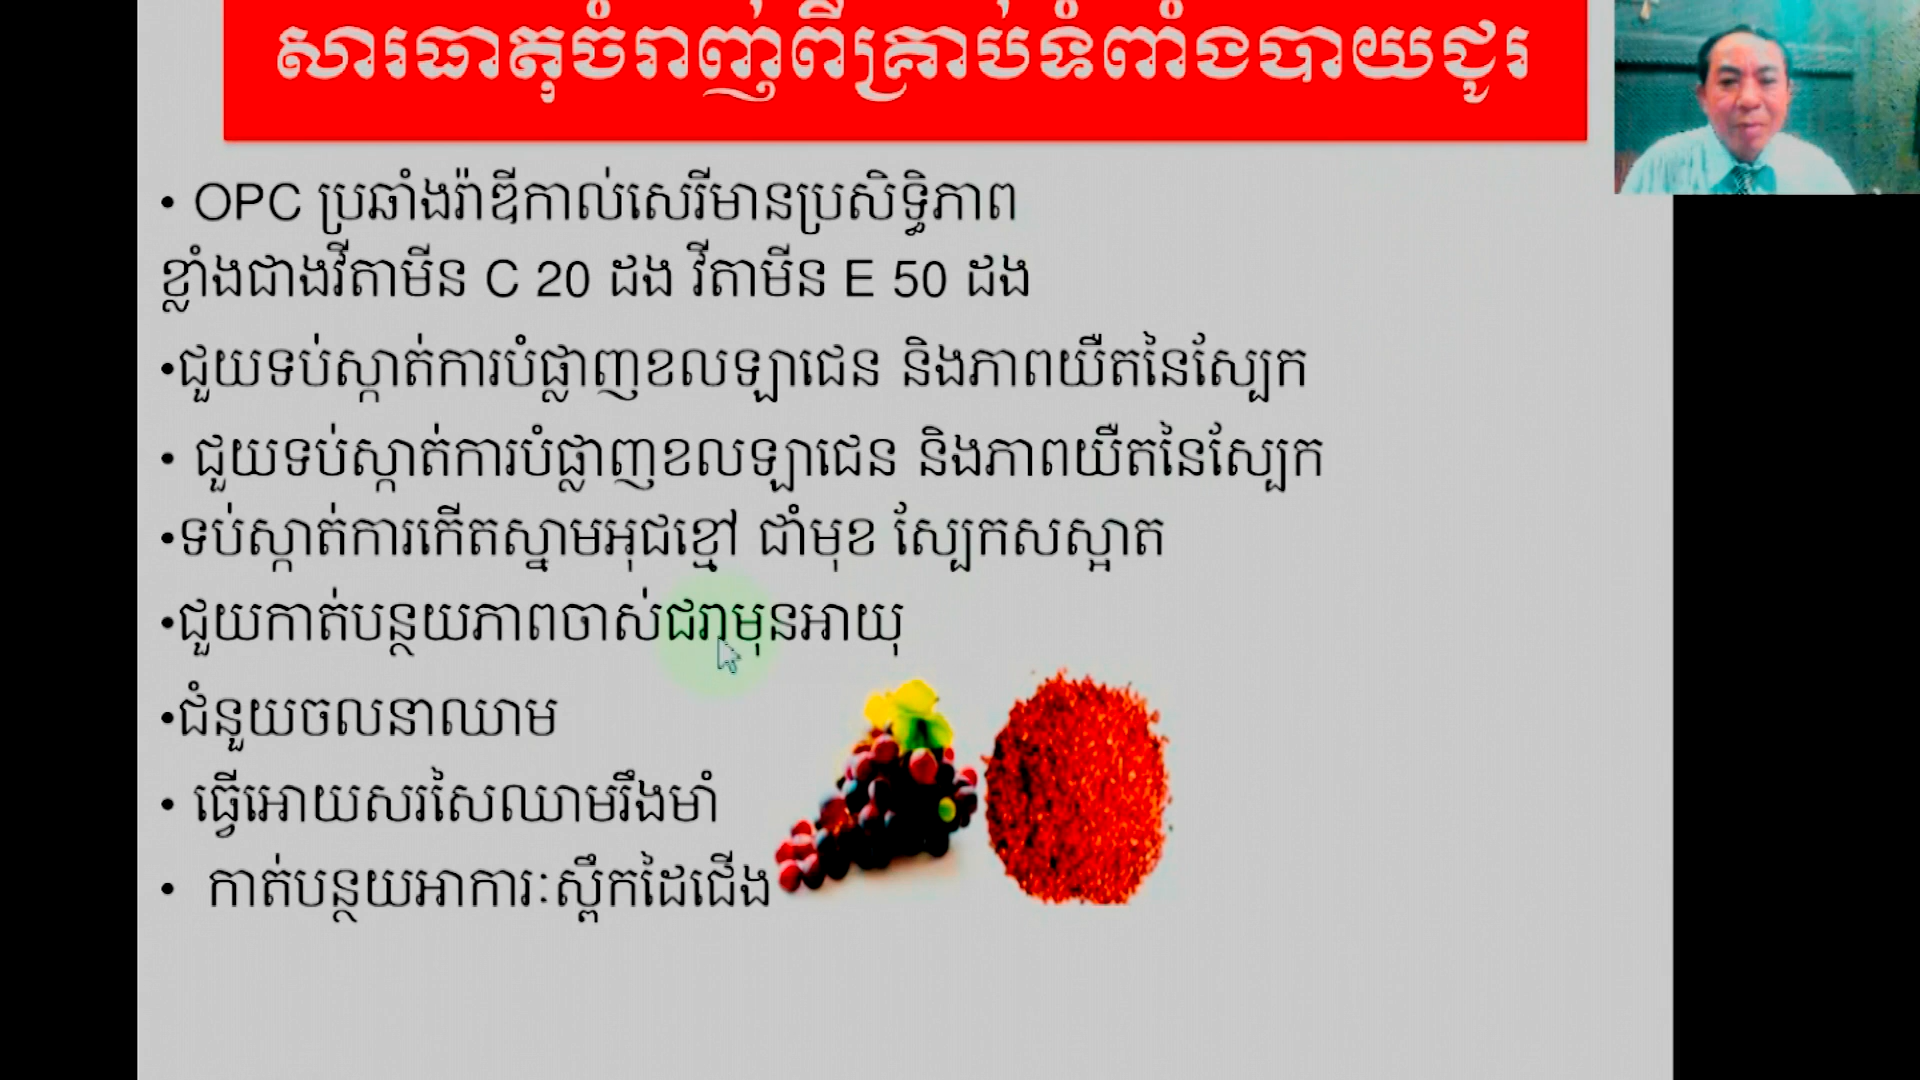 សារធាតុចំរាញ់ពីគ្រាប់ទំពាំងបាយជូរ
• OPC ប្រឆាំងរ៉ាឌីកាល់សេរីមានប្រសិទ្ធិភាព
ខ្លាំងជាងវីតាមីន C 20 ដង វីតាមីន E 50 ដង
•ជួយទប់ស្កាត់ការបំផ្លាញខលឡាជេន និងភាពយឺតនៃស្បែក
• ជួយទប់ស្កាត់ការបំផ្លាញខលឡាជេន និងភាពយឺតនៃស្បែក
•ទប់ស្កាត់ការកើតស្នាមអុជខ្មៅ ជាំមុខ ស្បែកសស្អាត
•ជួយកាត់បន្ថយភាពចាស់ជរាមុនអាយុ
•ជំនួយចលនាឈាម
• ធ្វើអោយសរសៃឈាមរឹងមាំ
• កាត់បន្ថយអាការៈស្ពឹកដៃជើង